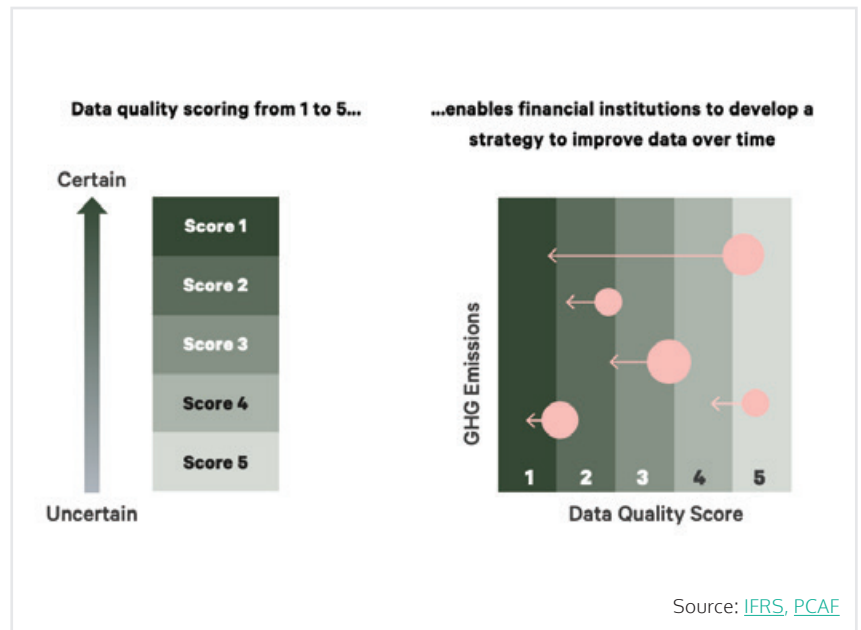 Data quality scoring from 1 to 5...
...enables financial institutions to develop a
strategy to improve data over time
Certain
Score 1
Score 2
Score 3
Score 4
Score 5
Uncertain
GHG Emissions
1 2 3 4 5
Data Quality Score
Source: IFRS, PCAF